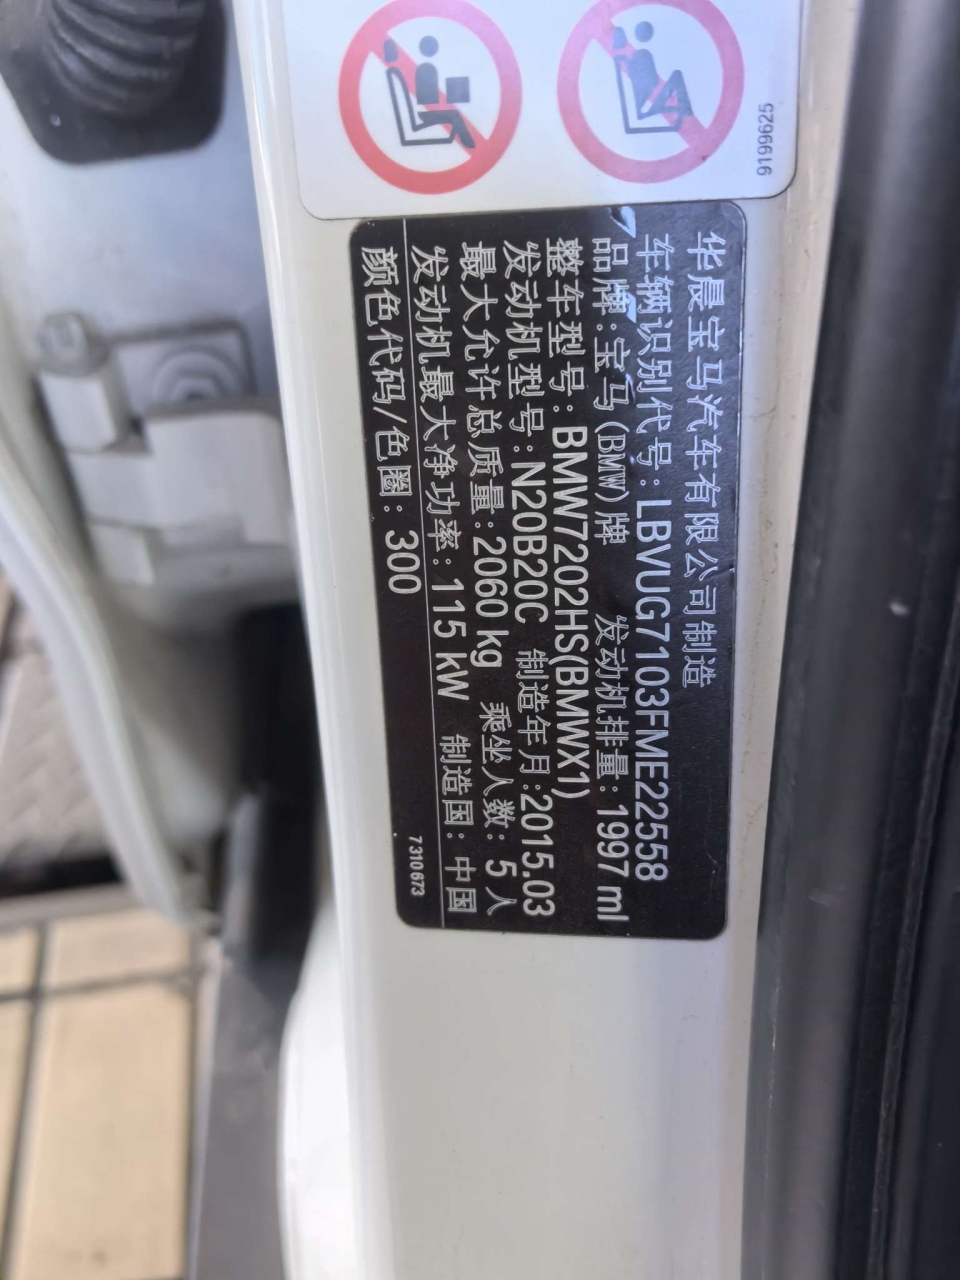 9199625
华晨宝马汽车有限公司制造
车辆识别代号:LBVUG7103FME22558
品牌:宝马(BMW)牌 发动机排量:1997 ml
整车型号:BMW7202HS(BMWX1)
发动机型号:N20B20C 制造年月:2015.03
最大允许总质量:2060 kg 乘坐人数: 5 人
发动机最大净功率: 115 kW 制造国: 中国
颜色代码/色圈: 300
7310673